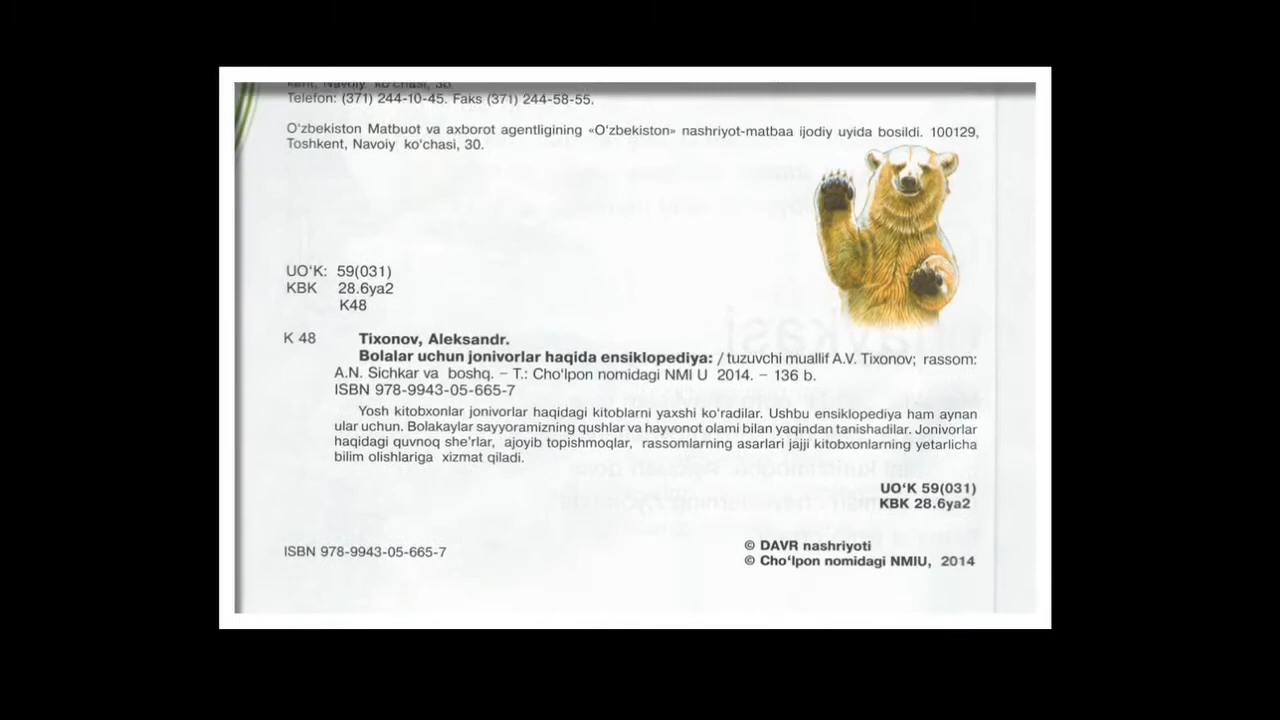 kent, Navoiy ko‘chasi, 30.
Telefon: (371) 244-10-45. Faks (371) 244-58-55.
O‘zbekiston Matbuot va axborot agentligining «O‘zbekiston» nashriyot-matbaa ijodiy uyida bosildi. 100129,
Toshkent, Navoiy ko‘chasi, 30.
UO‘K: 59(031)
KBK 28.6ya2
K48
K 48 Tixonov, Aleksandr.
Bolalar uchun jonivorlar haqida ensiklopediya: / tuzuvchi muallif A.V. Tixonov; rassom:
A.N. Sichkar va boshq. – T.: Cho‘lpon nomidagi NMI U 2014. – 136 b.
ISBN 978-9943-05-665-7
Yosh kitobxonlar jonivorlar haqidagi kitoblarni yaxshi ko‘radilar. Ushbu ensiklopediya ham aynan
ular uchun. Bolakaylar sayyoramizning qushlar va hayvonot olami bilan yaqindan tanishadilar. Jonivorlar
haqidagi quvnoq she’rlar, ajoyib topishmoqlar, rassomlarning asarlari jajji kitobxonlarning yetarlicha
bilim olishlariga xizmat qiladi.
UO‘K 59(031)
KBK 28.6ya2
ISBN 978-9943-05-665-7
© DAVR nashriyoti
© Cho‘lpon nomidagi NMIU, 2014